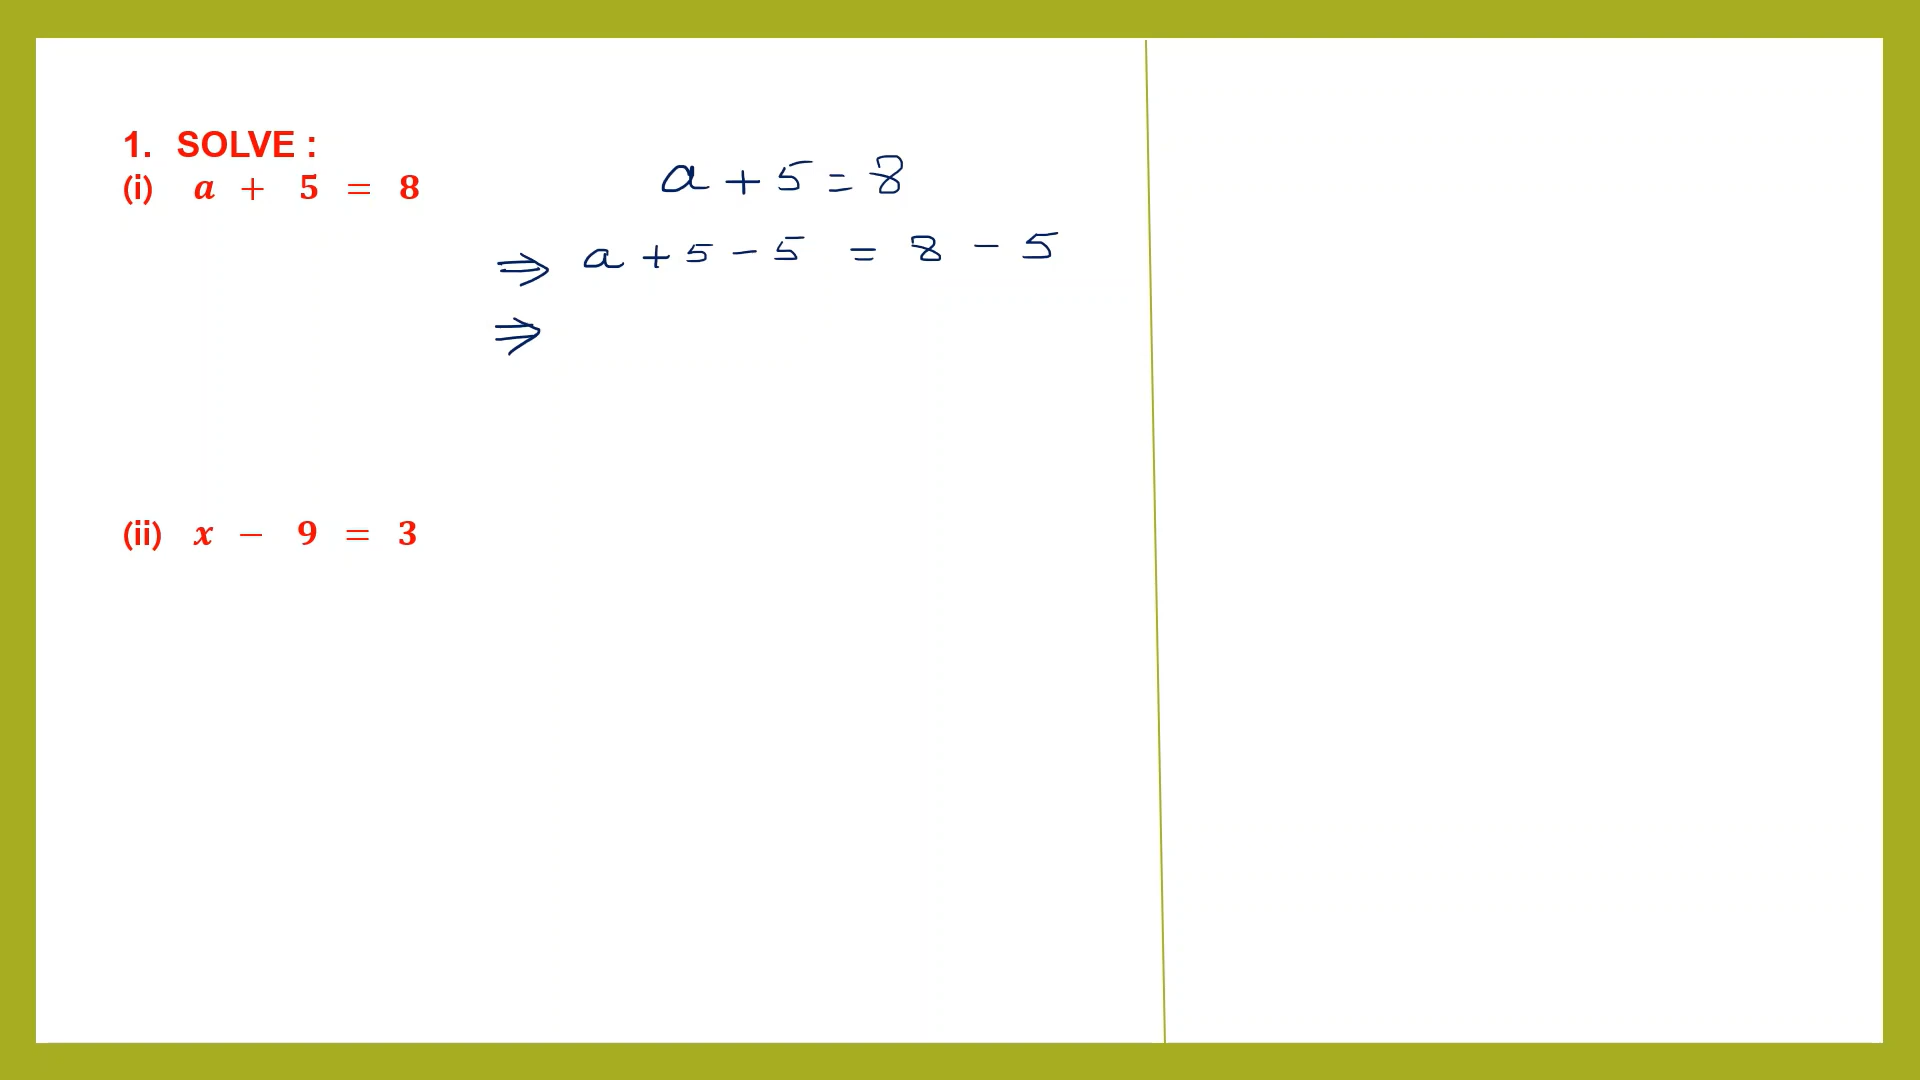 1. SOLVE :
(i) a + 5 = 8
a + 5 = 8
⇒ a + 5 - 5 = 8 - 5
⇒
(ii) x − 9 = 3